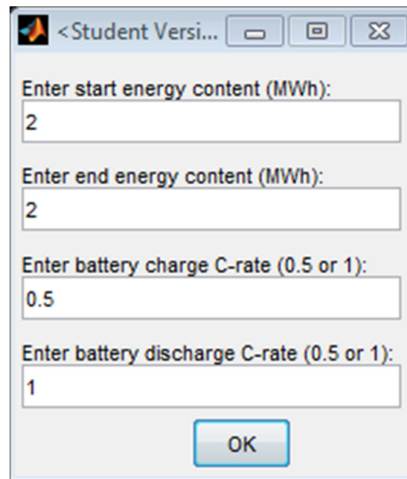 <Student Versi...
Enter start energy content (MWh):
2
Enter end energy content (MWh):
2
Enter battery charge C-rate (0.5 or 1):
0.5
Enter battery discharge C-rate (0.5 or 1):
1
OK